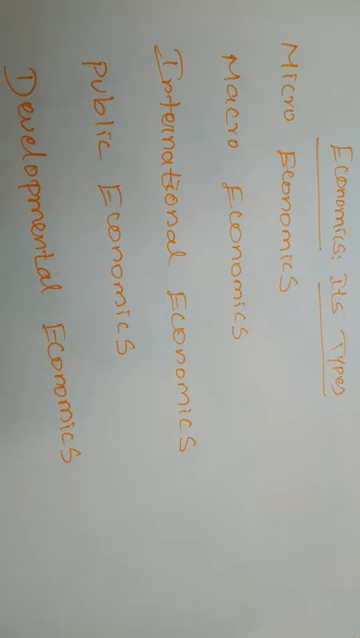 Economics: Its Types
Micro Economics
Macro Economics
International Economics
Public Economics
Developmental Economics